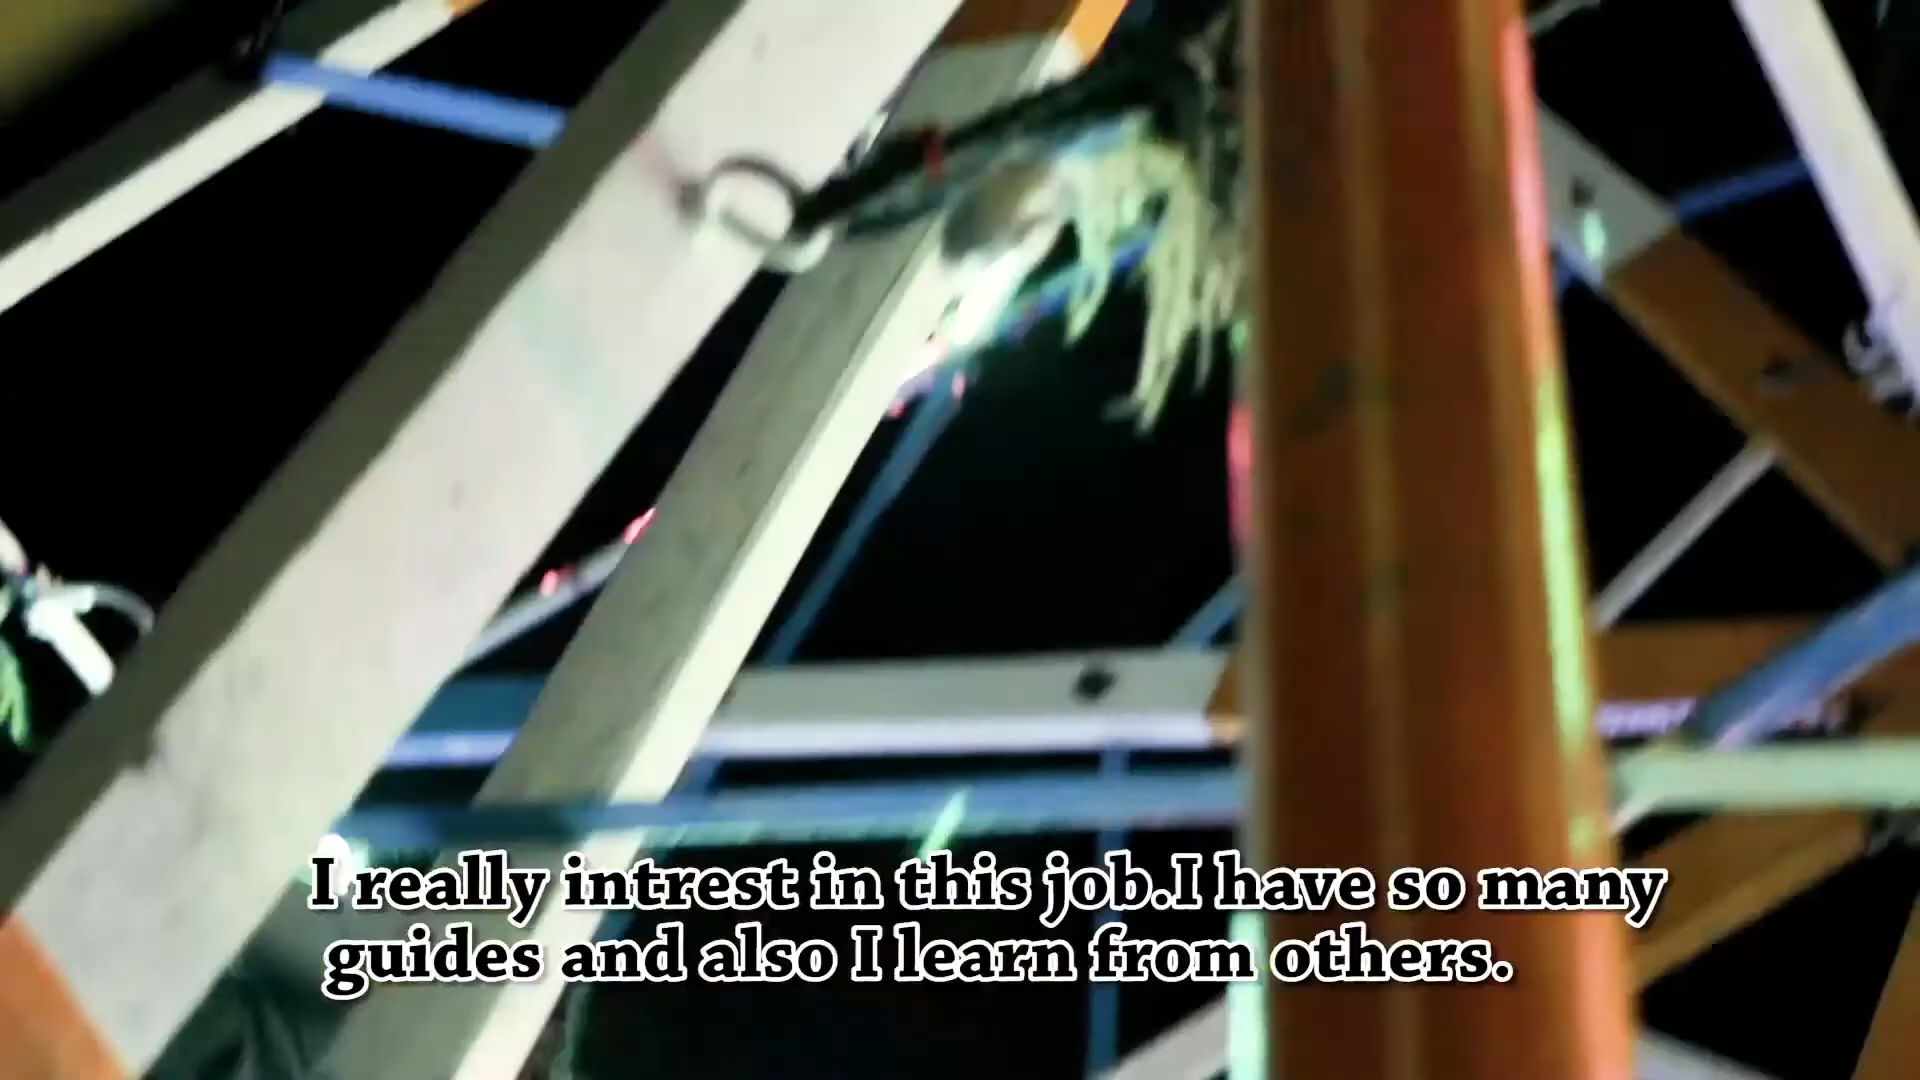 I really intrest in this job.I have so many
guides and also I learn from others.